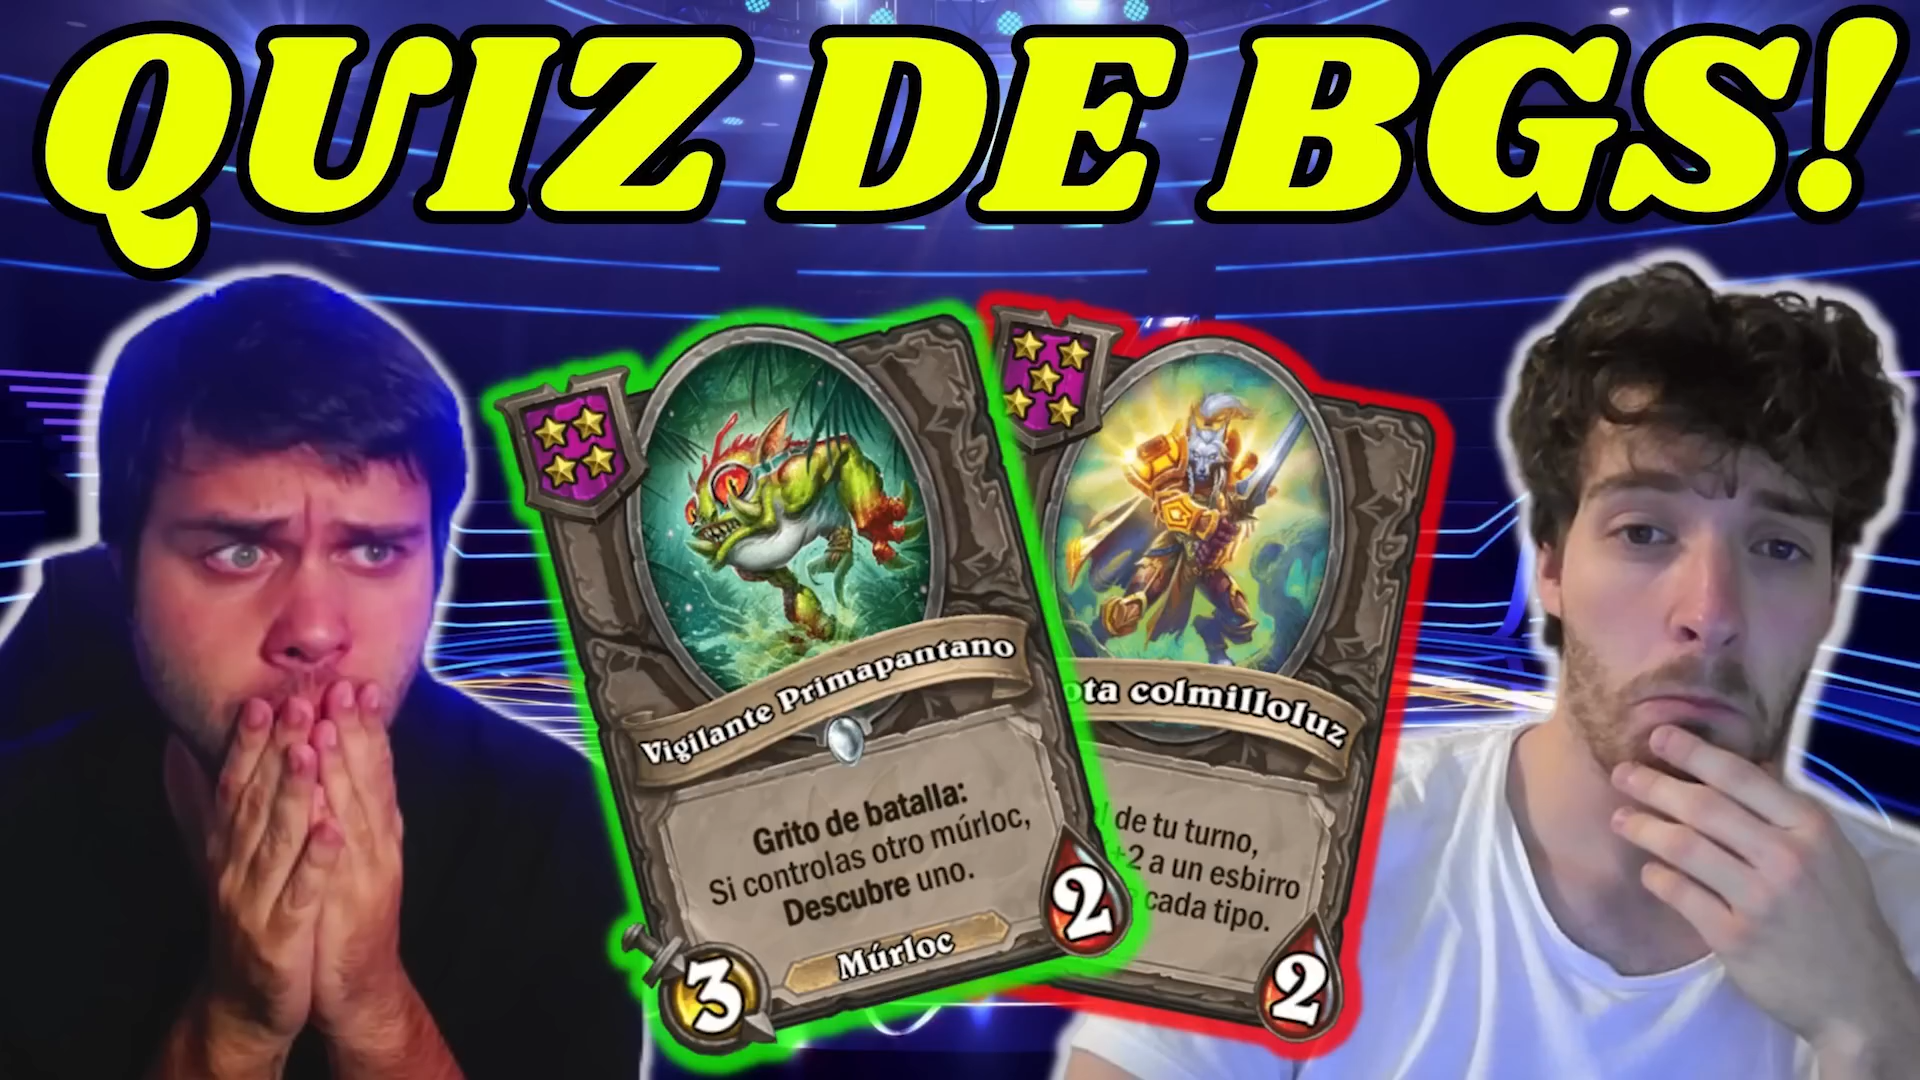 QUIZ DE BGS!
Vigilante Primapantano
Grito de batalla:
Si controlas otro múrloc,
Descubre uno.
Múrloc
3
2
colmilloluz
de tu turno,
+2 a un esbirro
cada tipo.
2